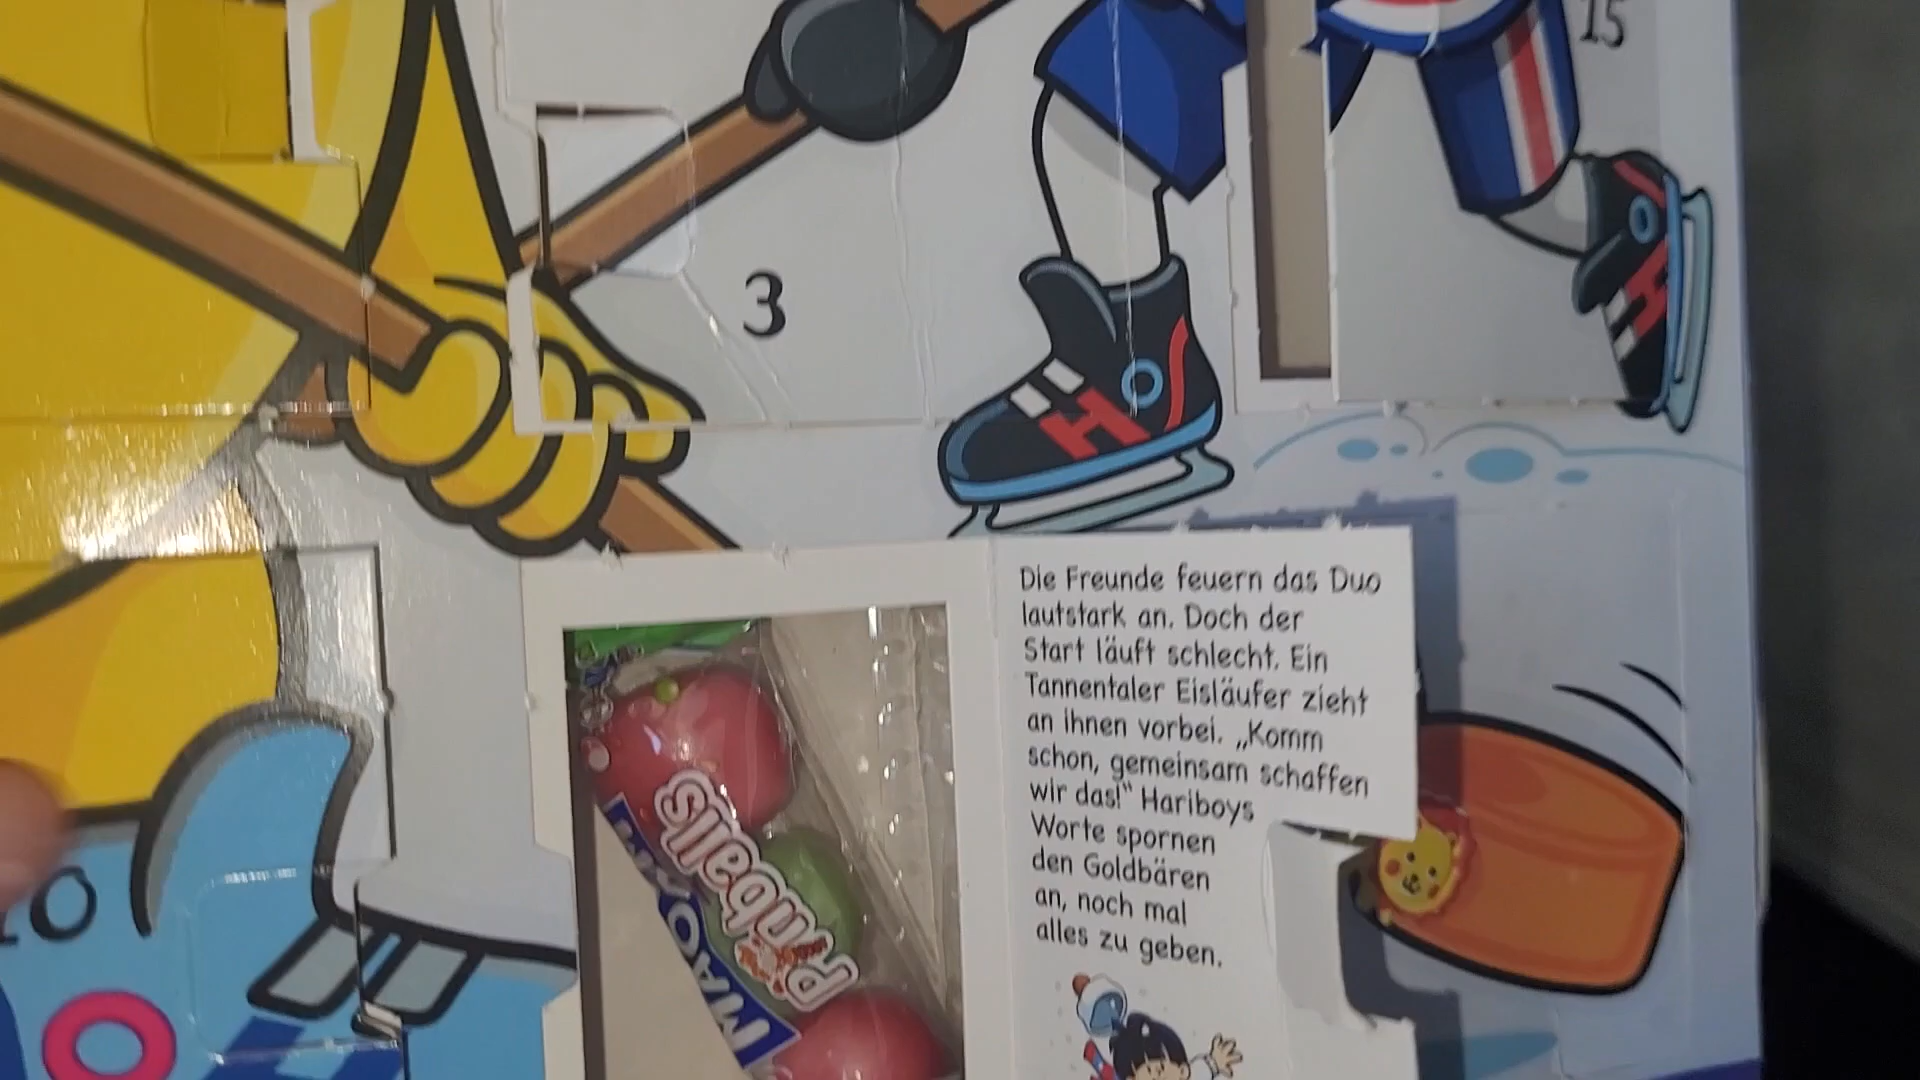 15
3
H
H
Die Freunde feuern das Duo
lautstark an. Doch der
Start läuft schlecht. Ein
Tannentaler Eisläufer zieht
an ihnen vorbei. „Komm
schon, gemeinsam schaffen
wir das!“ Hariboys
Worte spornen
den Goldbären
an, noch mal
alles zu geben.
MAOAM
Pinballs
10